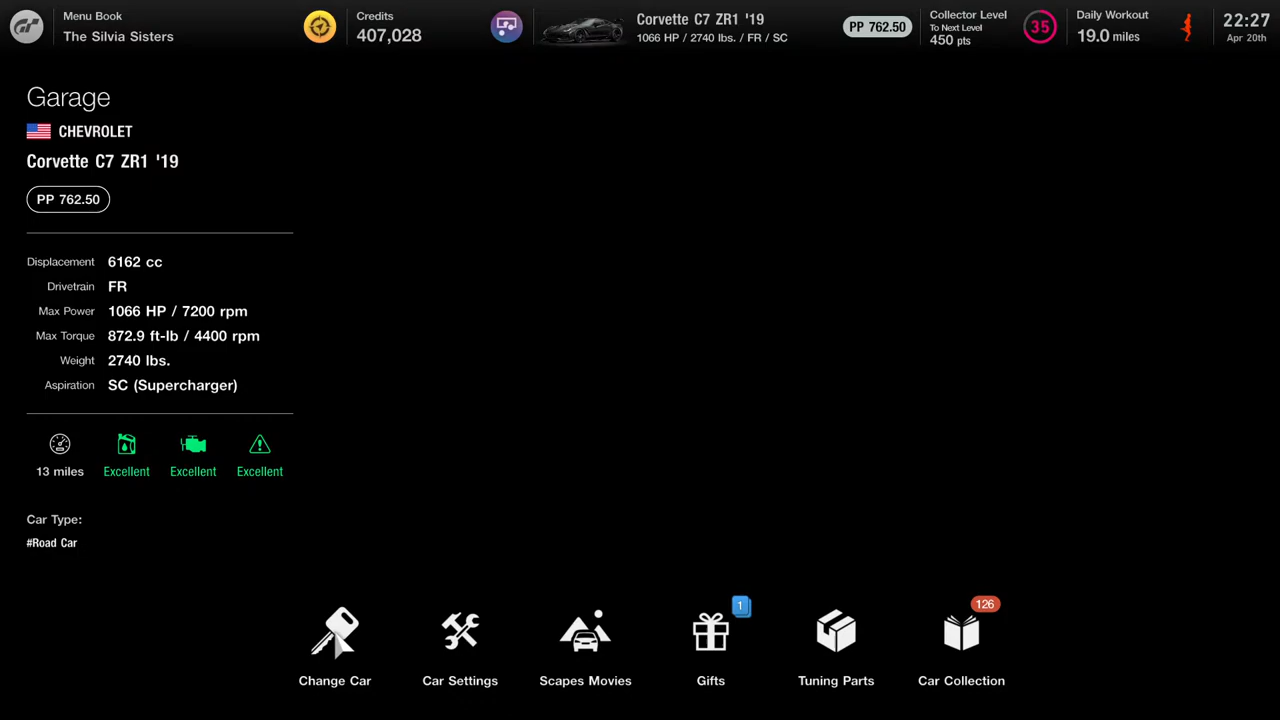 Menu Book
The Silvia Sisters
Credits
407,028
Corvette C7 ZR1 '19
1066 HP / 2740 lbs. / FR / SC
PP 762.50
Collector Level
To Next Level
450 pts
35
Daily Workout
19.0 miles
22:27
Apr 20th
Garage
CHEVROLET
Corvette C7 ZR1 '19
PP 762.50
Displacement 6162 cc
Drivetrain FR
Max Power 1066 HP / 7200 rpm
Max Torque 872.9 ft-lb / 4400 rpm
Weight 2740 lbs.
Aspiration SC (Supercharger)
13 miles Excellent Excellent Excellent
Car Type:
#Road Car
1
126
Change Car Car Settings Scapes Movies Gifts Tuning Parts Car Collection